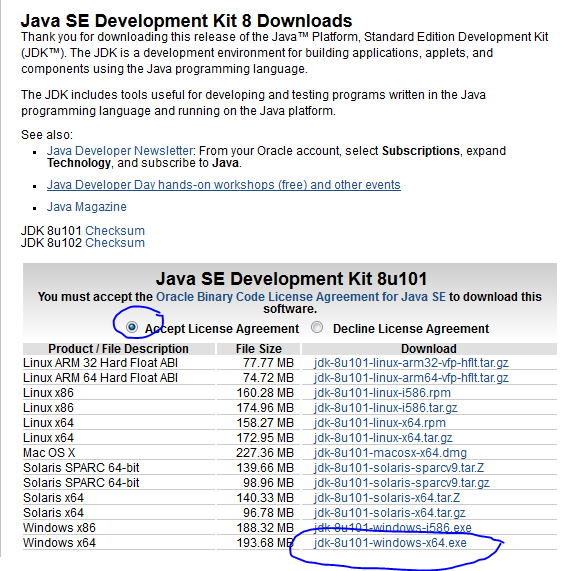 Java SE Development Kit 8 Downloads
Thank you for downloading this release of the Java™ Platform, Standard Edition Development Kit
(JDK™). The JDK is a development environment for building applications, applets, and
components using the Java programming language.
The JDK includes tools useful for developing and testing programs written in the Java
programming language and running on the Java platform.
See also:
Java Developer Newsletter: From your Oracle account, select Subscriptions, expand
Technology, and subscribe to Java.
Java Developer Day hands-on workshops (free) and other events
Java Magazine
JDK 8u101 Checksum
JDK 8u102 Checksum
Java SE Development Kit 8u101
You must accept the Oracle Binary Code License Agreement for Java SE to download this
software.
Accept License Agreement Decline License Agreement
Product / File Description File Size Download
Linux ARM 32 Hard Float ABI 77.77 MB jdk-8u101-linux-arm32-vfp-hflt.tar.gz
Linux ARM 64 Hard Float ABI 74.72 MB jdk-8u101-linux-arm64-vfp-hflt.tar.gz
Linux x86 160.28 MB jdk-8u101-linux-i586.rpm
Linux x86 174.96 MB jdk-8u101-linux-i586.tar.gz
Linux x64 158.27 MB jdk-8u101-linux-x64.rpm
Linux x64 172.95 MB jdk-8u101-linux-x64.tar.gz
Mac OS X 227.36 MB jdk-8u101-macosx-x64.dmg
Solaris SPARC 64-bit 139.66 MB jdk-8u101-solaris-sparcv9.tar.Z
Solaris SPARC 64-bit 98.96 MB jdk-8u101-solaris-sparcv9.tar.gz
Solaris x64 140.33 MB jdk-8u101-solaris-x64.tar.Z
Solaris x64 96.78 MB jdk-8u101-solaris-x64.tar.gz
Windows x86 188.32 MB jdk-8u101-windows-i586.exe
Windows x64 193.68 MB jdk-8u101-windows-x64.exe